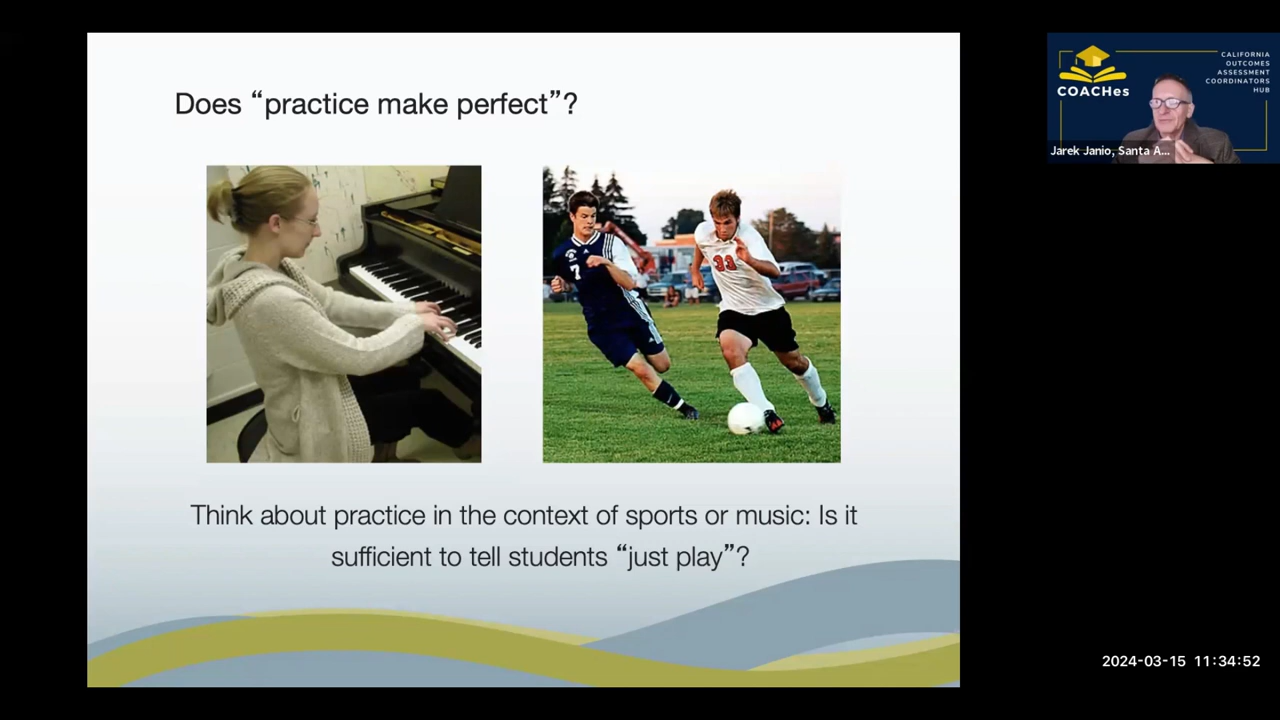 Does “practice make perfect”?
7
33
Think about practice in the context of sports or music: Is it
sufficient to tell students “just play”?
COACHes
CALIFORNIA
OUTCOMES
ASSESSMENT
COORDINATORS
HUB
Jarek Janio, Santa A...
2024-03-15 11:34:52